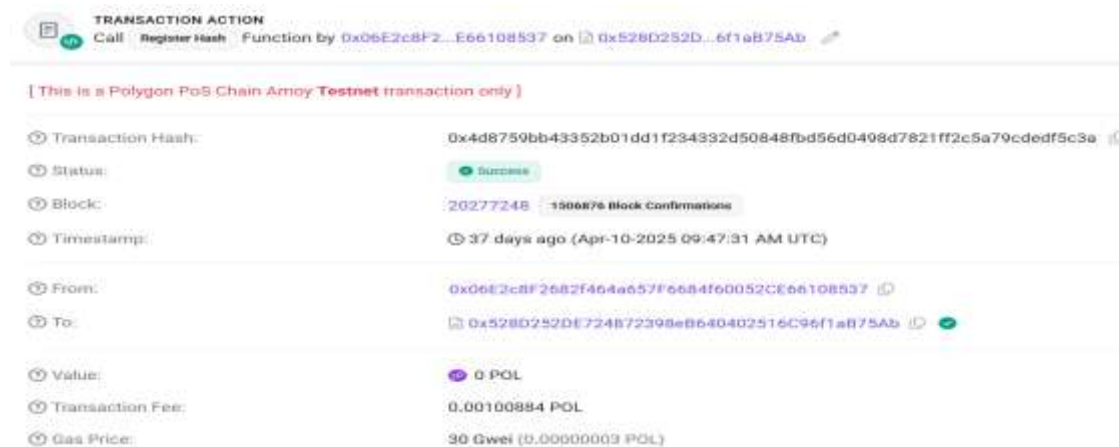 TRANSACTION ACTION
Call Register Hash Function by 0x06E2c8F2...E66108537 on 0x528D252D...6f1aB75Ab
[ This is a Polygon PoS Chain Amoy Testnet transaction only ]
Transaction Hash: 0x4d8759bb43352b01dd1f234332d50848fbd56d0498d7821ff2c5a79cdedf5c3a
Status: Success
Block: 20277248 1506876 Block Confirmations
Timestamp: 37 days ago (Apr-10-2025 09:47:31 AM UTC)
From: 0x06E2c8F2682f464a657F6684f60052CE66108537
To: 0x528D252DE724872398eB640402516C96f1aB75Ab
Value: 0 POL
Transaction Fee: 0.00100884 POL
Gas Price: 30 Gwei (0.00000003 POL)